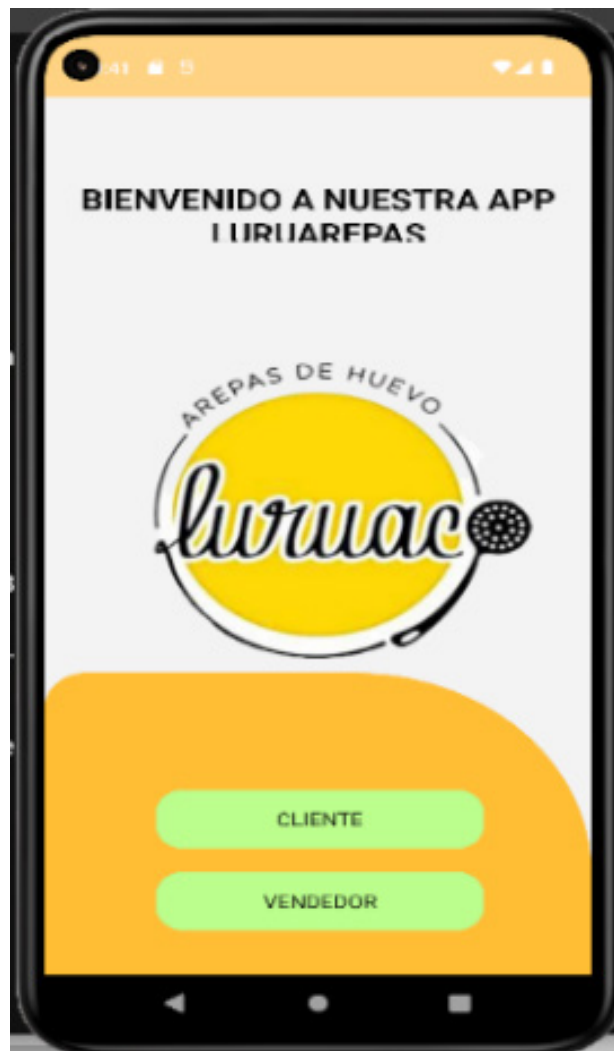 BIENVENIDO A NUESTRA APP
LURUAREPAS
AREPAS DE HUEVO
luruaco
CLIENTE
VENDEDOR